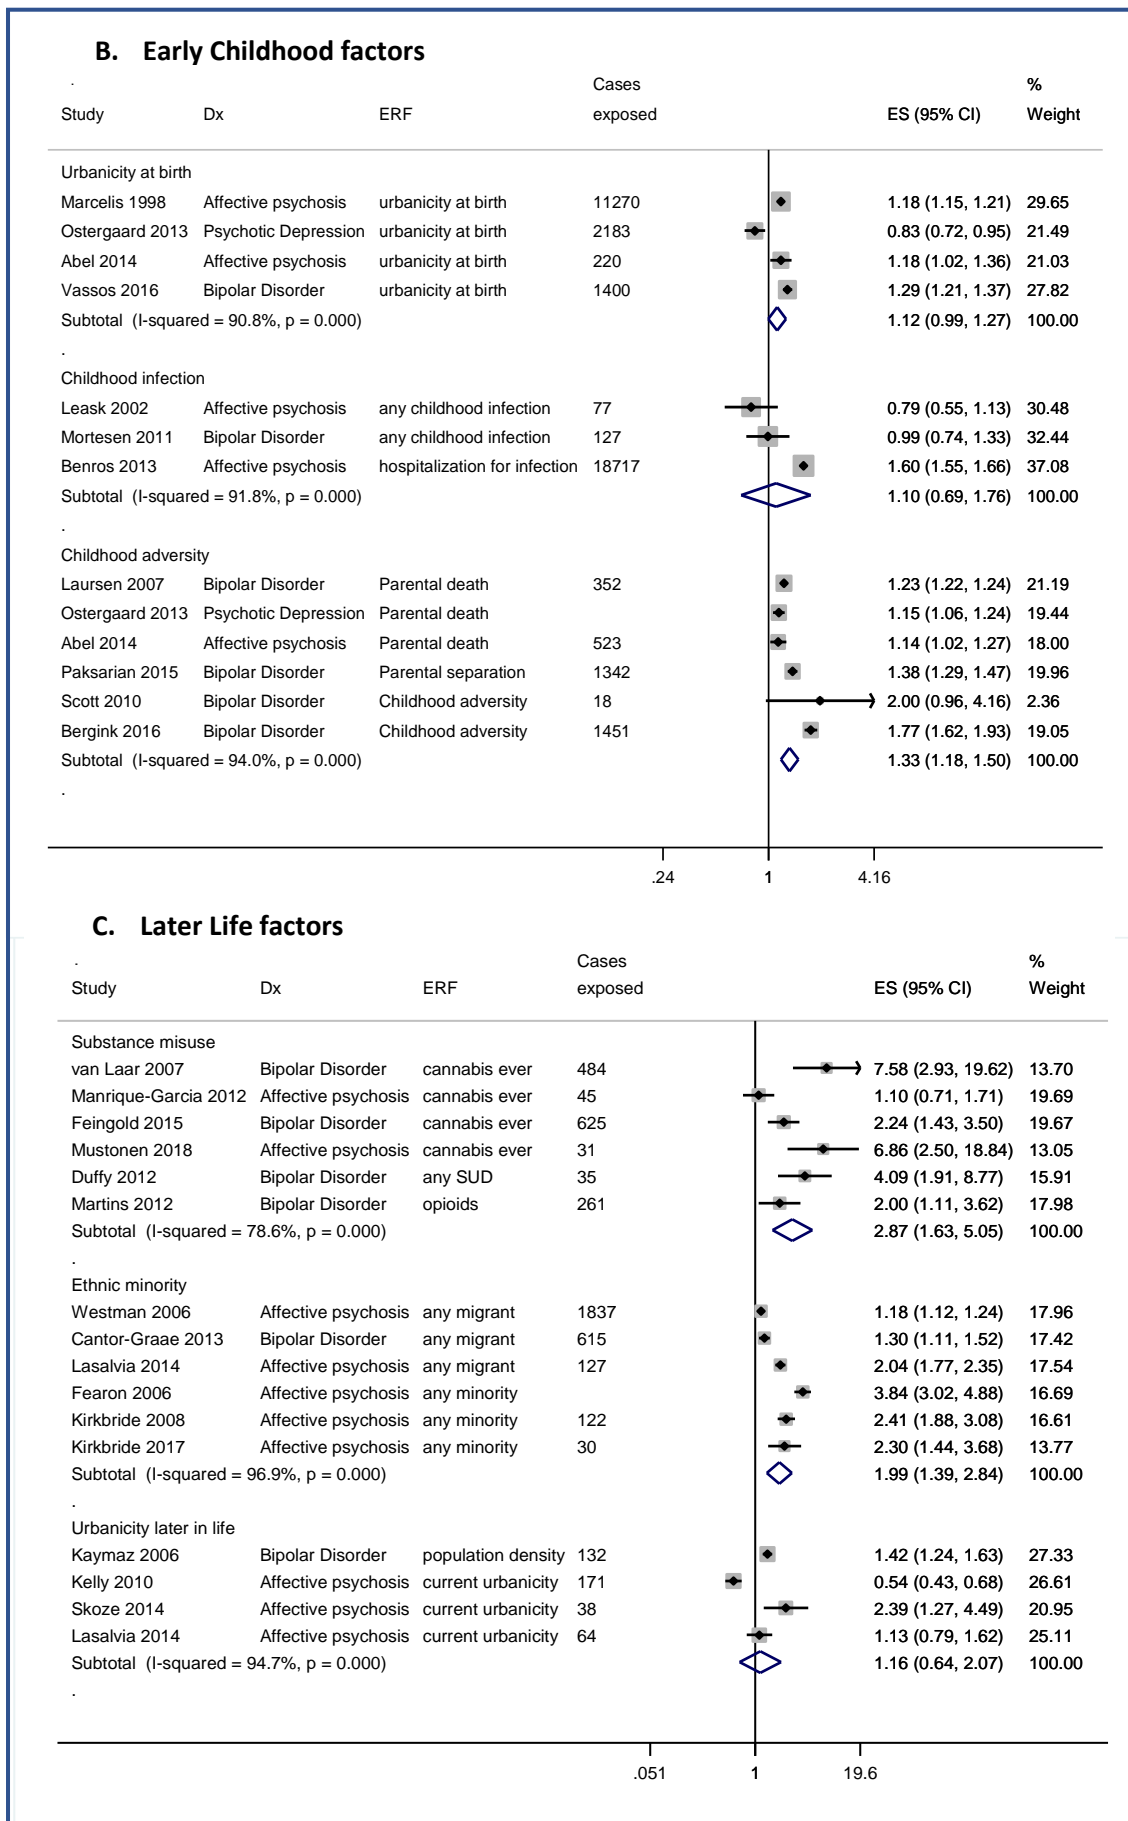 B. Early Childhood factors
Cases %
Study Dx ERF exposed ES (95% CI) Weight
Urbanicity at birth
Marcelis 1998 Affective psychosis urbanicity at birth 11270 1.18 (1.15, 1.21) 29.65
Ostergaard 2013 Psychotic Depression urbanicity at birth 2183 0.83 (0.72, 0.95) 21.49
Abel 2014 Affective psychosis urbanicity at birth 220 1.18 (1.02, 1.36) 21.03
Vassos 2016 Bipolar Disorder urbanicity at birth 1400 1.29 (1.21, 1.37) 27.82
Subtotal (I-squared = 90.8%, p = 0.000) 1.12 (0.99, 1.27) 100.00
.
Childhood infection
Leask 2002 Affective psychosis any childhood infection 77 0.79 (0.55, 1.13) 30.48
Mortesen 2011 Bipolar Disorder any childhood infection 127 0.99 (0.74, 1.33) 32.44
Benros 2013 Affective psychosis hospitalization for infection 18717 1.60 (1.55, 1.66) 37.08
Subtotal (I-squared = 91.8%, p = 0.000) 1.10 (0.69, 1.76) 100.00
.
Childhood adversity
Laursen 2007 Bipolar Disorder Parental death 352 1.23 (1.22, 1.24) 21.19
Ostergaard 2013 Psychotic Depression Parental death 1.15 (1.06, 1.24) 19.44
Abel 2014 Affective psychosis Parental death 523 1.14 (1.02, 1.27) 18.00
Paksarian 2015 Bipolar Disorder Parental separation 1342 1.38 (1.29, 1.47) 19.96
Scott 2010 Bipolar Disorder Childhood adversity 18 2.00 (0.96, 4.16) 2.36
Bergink 2016 Bipolar Disorder Childhood adversity 1451 1.77 (1.62, 1.93) 19.05
Subtotal (I-squared = 94.0%, p = 0.000) 1.33 (1.18, 1.50) 100.00
.
.24 1 4.16
C. Later Life factors
. Cases %
Study Dx ERF exposed ES (95% CI) Weight
Substance misuse
van Laar 2007 Bipolar Disorder cannabis ever 484 7.58 (2.93, 19.62) 13.70
Manrique-Garcia 2012 Affective psychosis cannabis ever 45 1.10 (0.71, 1.71) 19.69
Feingold 2015 Bipolar Disorder cannabis ever 625 2.24 (1.43, 3.50) 19.67
Mustonen 2018 Affective psychosis cannabis ever 31 6.86 (2.50, 18.84) 13.05
Duffy 2012 Bipolar Disorder any SUD 35 4.09 (1.91, 8.77) 15.91
Martins 2012 Bipolar Disorder opioids 261 2.00 (1.11, 3.62) 17.98
Subtotal (I-squared = 78.6%, p = 0.000) 2.87 (1.63, 5.05) 100.00
.
Ethnic minority
Westman 2006 Affective psychosis any migrant 1837 1.18 (1.12, 1.24) 17.96
Cantor-Graae 2013 Bipolar Disorder any migrant 615 1.30 (1.11, 1.52) 17.42
Lasalvia 2014 Affective psychosis any migrant 127 2.04 (1.77, 2.35) 17.54
Fearon 2006 Affective psychosis any minority 3.84 (3.02, 4.88) 16.69
Kirkbride 2008 Affective psychosis any minority 122 2.41 (1.88, 3.08) 16.61
Kirkbride 2017 Affective psychosis any minority 30 2.30 (1.44, 3.68) 13.77
Subtotal (I-squared = 96.9%, p = 0.000) 1.99 (1.39, 2.84) 100.00
.
Urbanicity later in life
Kaymaz 2006 Bipolar Disorder population density 132 1.42 (1.24, 1.63) 27.33
Kelly 2010 Affective psychosis current urbanicity 171 0.54 (0.43, 0.68) 26.61
Skoze 2014 Affective psychosis current urbanicity 38 2.39 (1.27, 4.49) 20.95
Lasalvia 2014 Affective psychosis current urbanicity 64 1.13 (0.79, 1.62) 25.11
Subtotal (I-squared = 94.7%, p = 0.000) 1.16 (0.64, 2.07) 100.00
.
.051 1 19.6